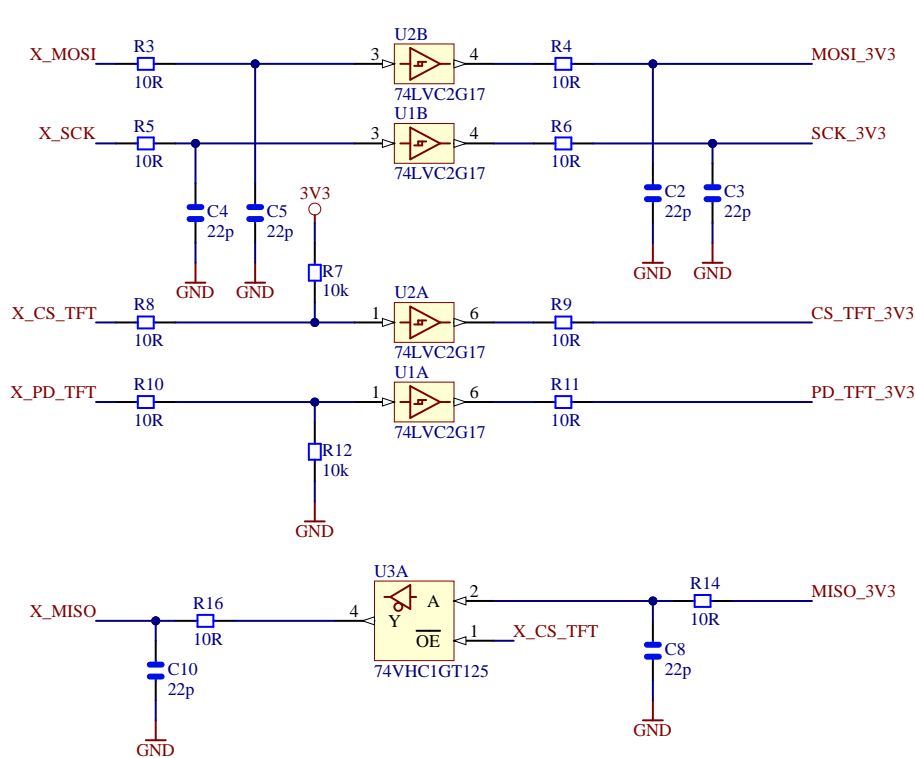 U2B
X_MOSI R3 3 4 R4 MOSI_3V3
10R 74LVC2G17 10R
U1B
X_SCK R5 3 4 R6 SCK_3V3
10R 74LVC2G17 10R
3V3
C4 C5 C2 C3
22p 22p 22p 22p
R7
GND GND 10k GND GND
U2A
X_CS_TFT R8 1 6 R9 CS_TFT_3V3
10R 74LVC2G17 10R
U1A
X_PD_TFT R10 1 6 R11 PD_TFT_3V3
10R 74LVC2G17 10R
R12
10k
GND
U3A
R14 MISO_3V3
X_MISO R16 4 A 2
Y 10R
10R OE 1 X_CS_TFT
C10 74VHC1GT125 C8
22p 22p
GND GND